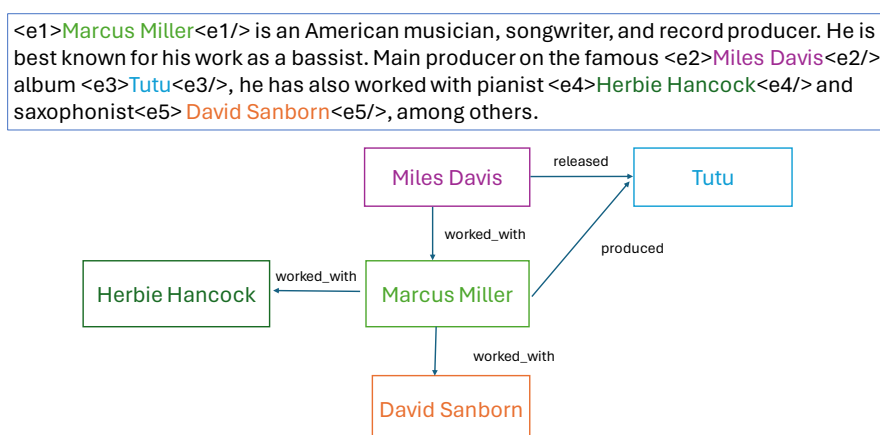 <e1>Marcus Miller<e1/> is an American musician, songwriter, and record producer. He is
best known for his work as a bassist. Main producer on the famous <e2>Miles Davis<e2/>
album <e3>Tutu<e3/>, he has also worked with pianist <e4>Herbie Hancock<e4/> and
saxophonist<e5> David Sanborn<e5/>, among others.
Miles Davis
released
Tutu
worked_with
produced
Herbie Hancock
worked_with
Marcus Miller
worked_with
David Sanborn